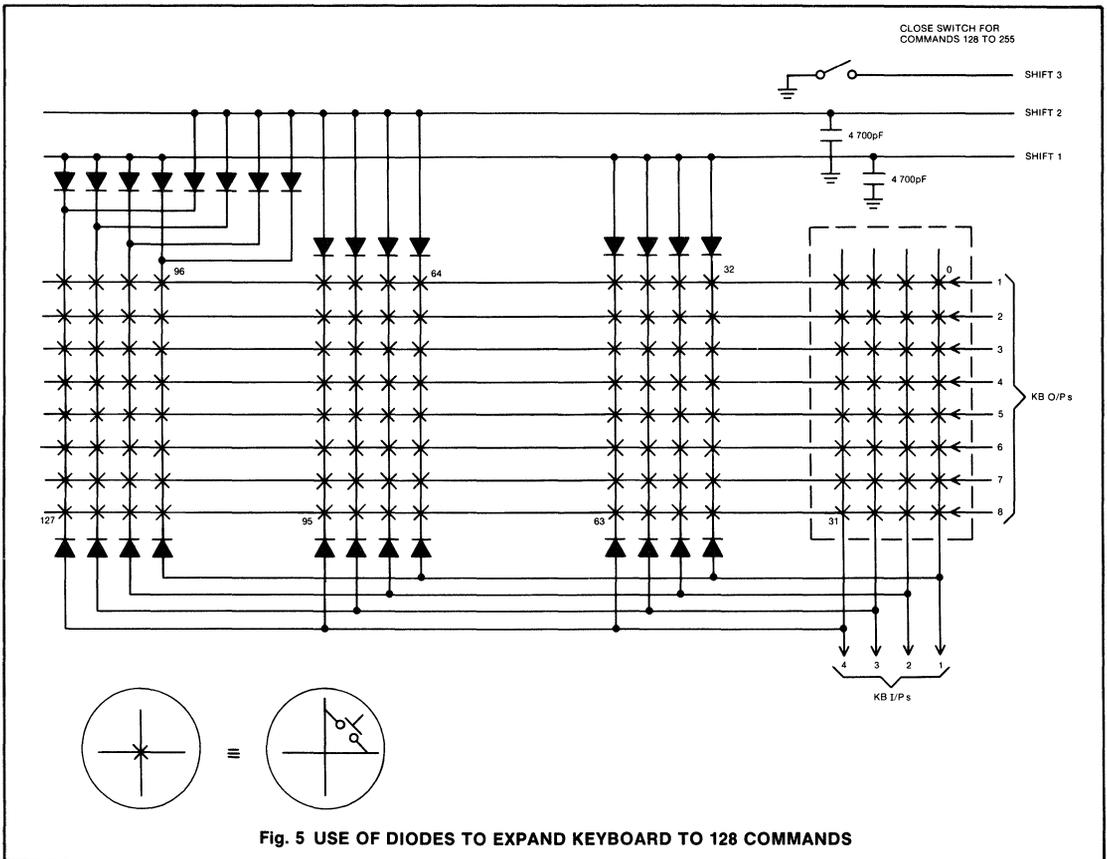 CLOSE SWITCH FOR
COMMANDS 128 TO 255
SHIFT 3
SHIFT 2
4 700pF
SHIFT 1
4 700pF
96
64
32
0
1
2
3
4
5
6
7
8
KB O/Ps
127
95
63
31
4 3 2 1
KB I/Ps
≡
Fig. 5 USE OF DIODES TO EXPAND KEYBOARD TO 128 COMMANDS